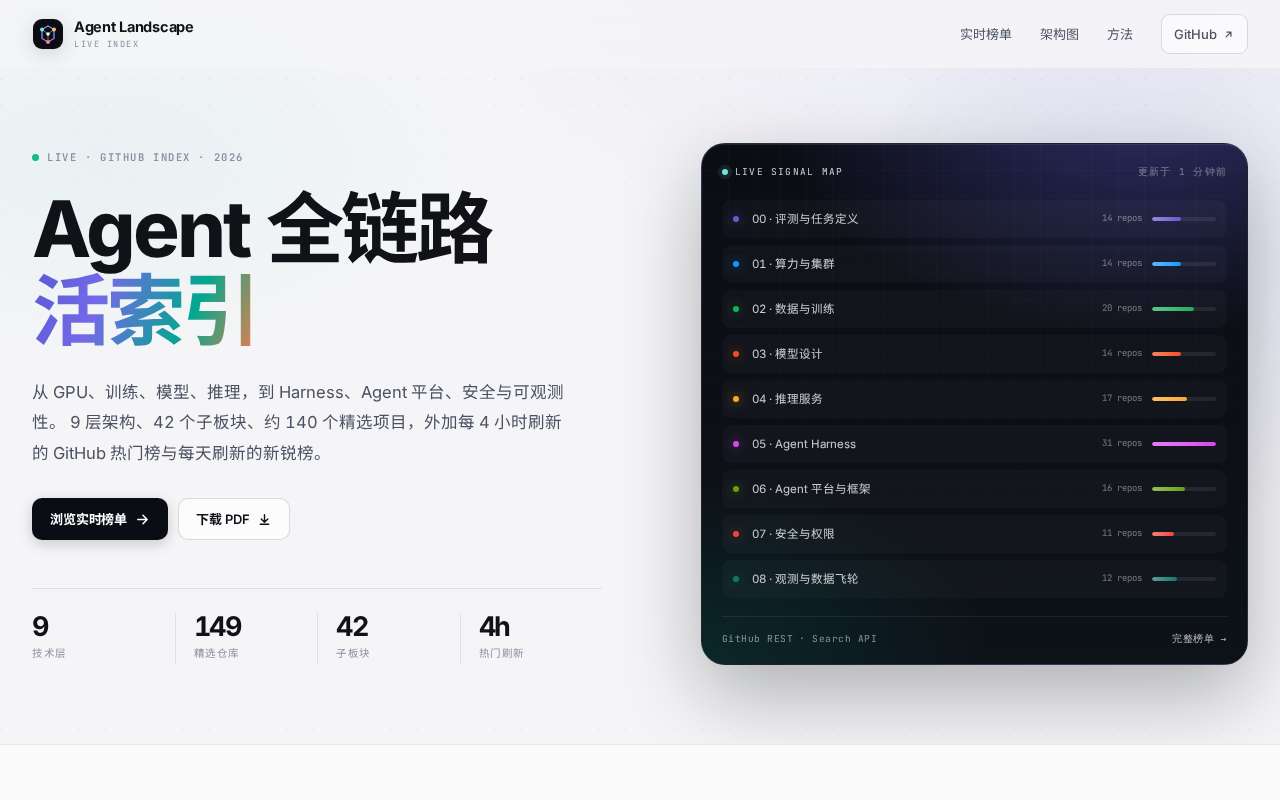 Agent Landscape
LIVE INDEX
实时榜单
架构图
方法
GitHub ↗
LIVE · GITHUB INDEX · 2026
Agent 全链路
活索引
从 GPU、训练、模型、推理，到 Harness、Agent 平台、安全与可观测
性。 9 层架构、42 个子板块、约 140 个精选项目，外加每 4 小时刷新
的 GitHub 热门榜与每天刷新的新锐榜。
浏览实时榜单 →
下载 PDF ↓
9
技术层
149
精选仓库
42
子板块
4h
热门刷新
LIVE SIGNAL MAP
更新于 1 分钟前
00 · 评测与任务定义 14 repos
01 · 算力与集群 14 repos
02 · 数据与训练 20 repos
03 · 模型设计 14 repos
04 · 推理服务 17 repos
05 · Agent Harness 31 repos
06 · Agent 平台与框架 16 repos
07 · 安全与权限 11 repos
08 · 观测与数据飞轮 12 repos
GitHub REST · Search API
完整榜单 →